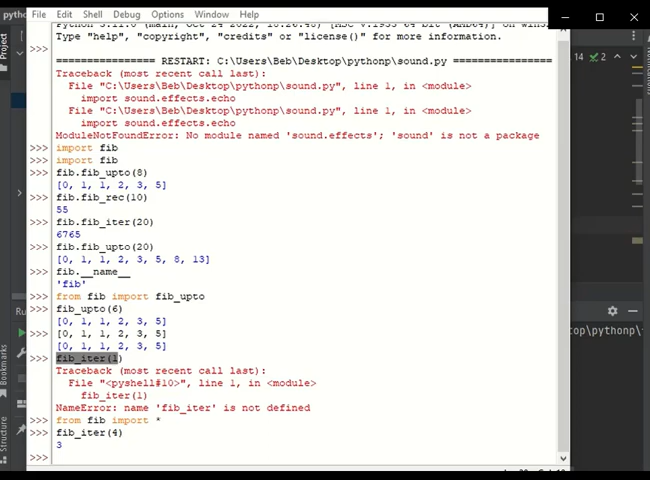 File Edit Shell Debug Options Window Help
Type "help", "copyright", "credits" or "license()" for more information.
>>>
================ RESTART: C:\Users\Beb\Desktop\pythonp\sound.py ================
Traceback (most recent call last):
File "C:\Users\Beb\Desktop\pythonp\sound.py", line 1, in <module>
import sound.effects.echo
File "C:\Users\Beb\Desktop\pythonp\sound.py", line 1, in <module>
import sound.effects.echo
ModuleNotFoundError: No module named 'sound.effects'; 'sound' is not a package
>>> import fib
>>> import fib
>>> fib.fib_upto(8)
[0, 1, 1, 2, 3, 5]
>>> fib.fib_rec(10)
55
>>> fib.fib_iter(20)
6765
>>> fib.fib_upto(20)
[0, 1, 1, 2, 3, 5, 8, 13]
>>> fib.__name__
'fib'
>>> from fib import fib_upto
>>> fib_upto(6)
[0, 1, 1, 2, 3, 5]
>>> [0, 1, 1, 2, 3, 5]
[0, 1, 1, 2, 3, 5]
>>> fib_iter(1)
Traceback (most recent call last):
File "<pyshell#10>", line 1, in <module>
fib_iter(1)
NameError: name 'fib_iter' is not defined
>>> from fib import *
>>> fib_iter(4)
3
>>>
Project
Bookmarks
Structure
14 2
top\pythonp\